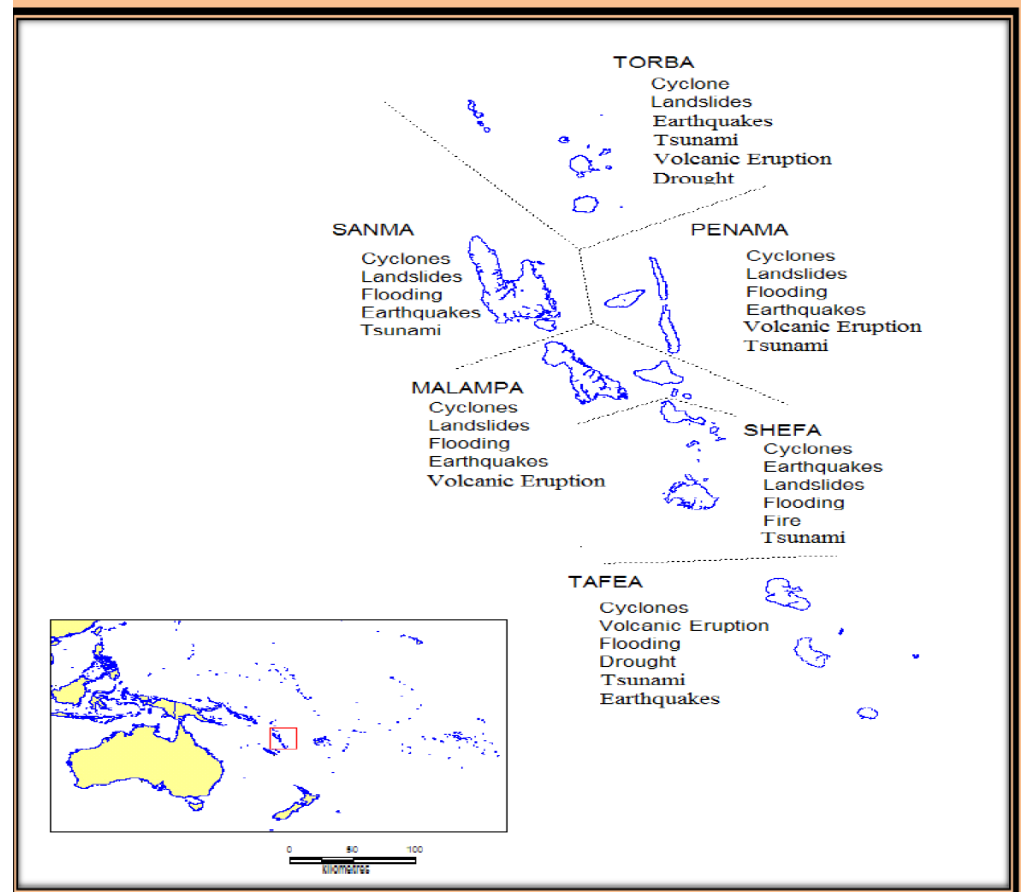 TORBA
Cyclone
Landslides
Earthquakes
Tsunami
Volcanic Eruption
Drought
SANMA
Cyclones
Landslides
Flooding
Earthquakes
Tsunami
PENAMA
Cyclones
Landslides
Flooding
Earthquakes
Volcanic Eruption
Tsunami
MALAMPA
Cyclones
Landslides
Flooding
Earthquakes
Volcanic Eruption
SHEFA
Cyclones
Earthquakes
Landslides
Flooding
Fire
Tsunami
TAFEA
Cyclones
Volcanic Eruption
Flooding
Drought
Tsunami
Earthquakes
0 50 100
kilometres